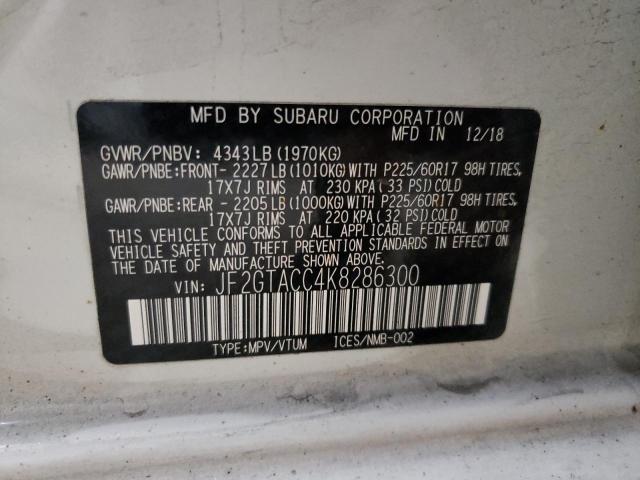 MFD BY SUBARU CORPORATION
MFD IN 12/18
GVWR/PNBV: 4343LB (1970KG)
GAWR/PNBE:FRONT- 2227LB (1010KG) WITH P225/60R17 98H TIRES,
17X7J RIMS AT 230 KPA (33 PSI) COLD
GAWR/PNBE:REAR - 2205LB (1000KG) WITH P225/60R17 98H TIRES,
17X7J RIMS AT 220 KPA (32 PSI) COLD
THIS VEHICLE CONFORMS TO ALL APPLICABLE FEDERAL MOTOR
VEHICLE SAFETY AND THEFT PREVENTION STANDARDS IN EFFECT
ON THE DATE OF MANUFACTURE SHOWN ABOVE.
VIN: JF2GTACC4K8286300
TYPE:MPV/VTUM ICES/NMB-002